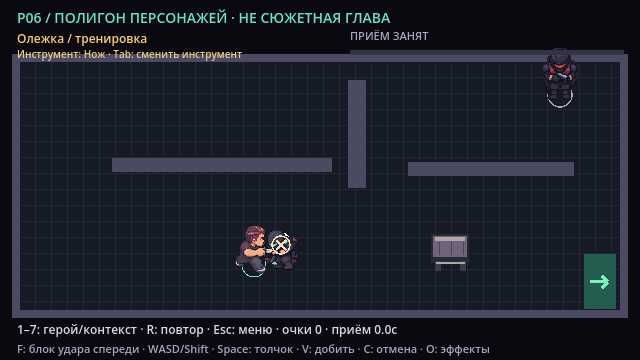 P06 / ПОЛИГОН ПЕРСОНАЖЕЙ · НЕ СЮЖЕТНАЯ ГЛАВА
Олежка / тренировка
ПРИЁМ ЗАНЯТ
Инструмент: Нож · Tab: сменить инструмент
1–7: герой/контекст · R: повтор · Esc: меню · очки 0 · приём 0.0с
F: блок удара спереди · WASD/Shift · Space: толчок · V: добить · C: отмена · O: эффекты